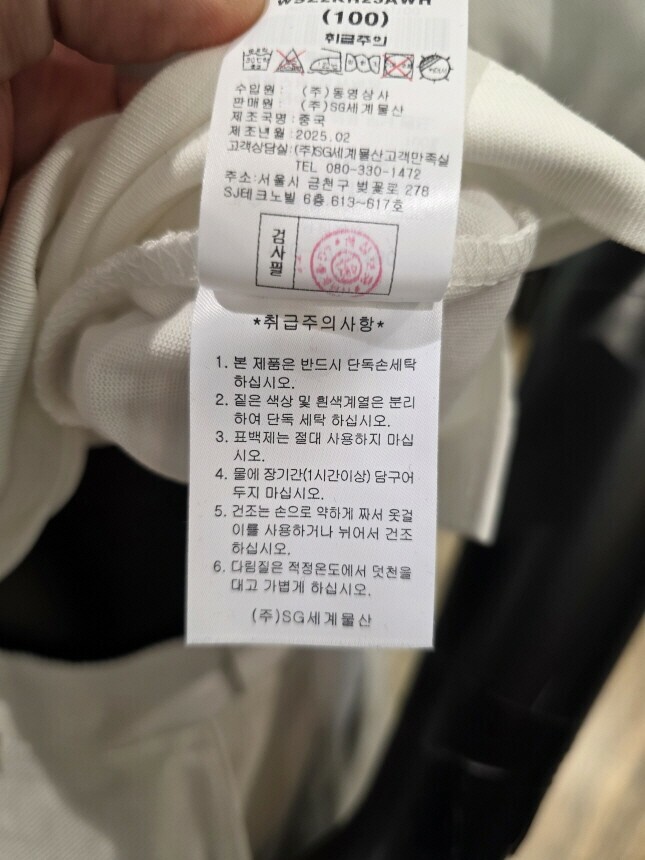 (100)
취급주의
수입원 : (주)동영상사
판매원 : (주)SG세계물산
제조국명 : 중국
제조년월 : 2025.02
고객상담실:(주)SG세계물산고객만족실
TEL 080-330-1472
주소:서울시 금천구 벚꽃로 278
SJ테크노빌 6층 613~617호
검사필
*취급주의사항*
1. 본 제품은 반드시 단독손세탁
하십시오.
2. 짙은 색상 및 흰색계열은 분리
하여 단독 세탁 하십시오.
3. 표백제는 절대 사용하지 마십
시오.
4. 물에 장기간(1시간이상) 담구어
두지 마십시오.
5. 건조는 손으로 약하게 짜서 옷걸
이를 사용하거나 뉘어서 건조
하십시오.
6. 다림질은 적정온도에서 덧천을
대고 가볍게 하십시오.
(주)SG세계물산